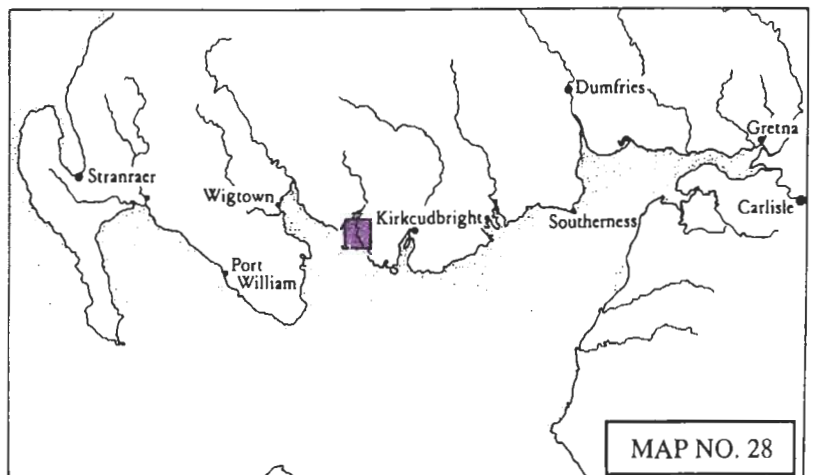 Dumfries
Gretna
Stranraer
Wigtown
Kirkcudbright
Southerness
Carlisle
Port
William
MAP NO. 28